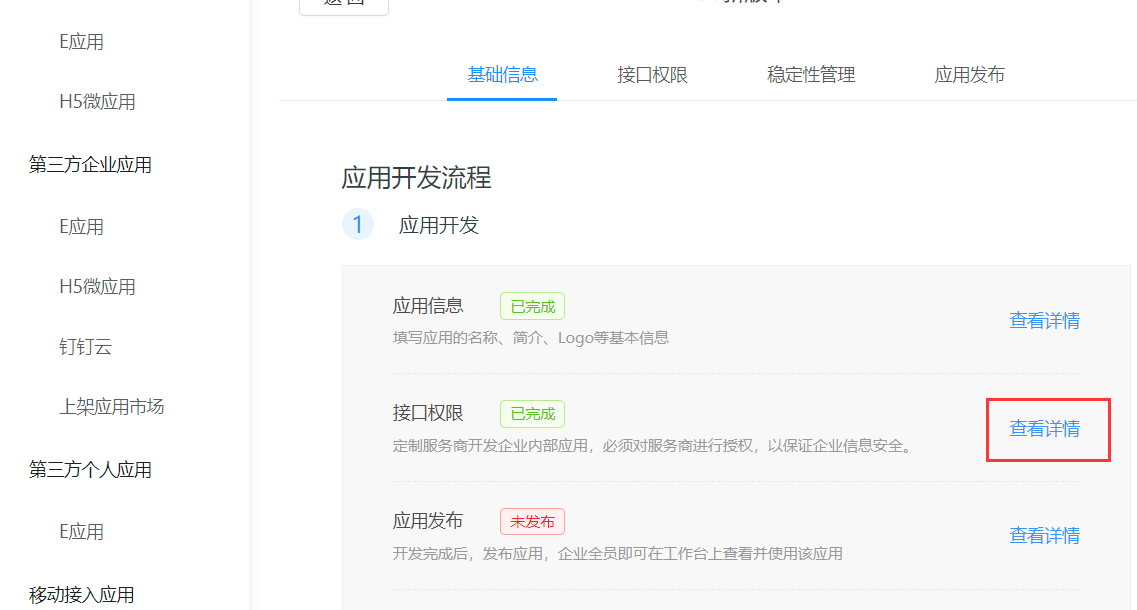 E应用
H5微应用
第三方企业应用
E应用
H5微应用
钉钉云
上架应用市场
第三方个人应用
E应用
移动接入应用
返 回
基础信息 接口权限 稳定性管理 应用发布
应用开发流程
1 应用开发
应用信息 已完成
填写应用的名称、简介、Logo等基本信息
查看详情
接口权限 已完成
定制服务商开发企业内部应用，必须对服务商进行授权，以保证企业信息安全。
查看详情
应用发布 未发布
开发完成后，发布应用，企业全员即可在工作台上查看并使用该应用
查看详情